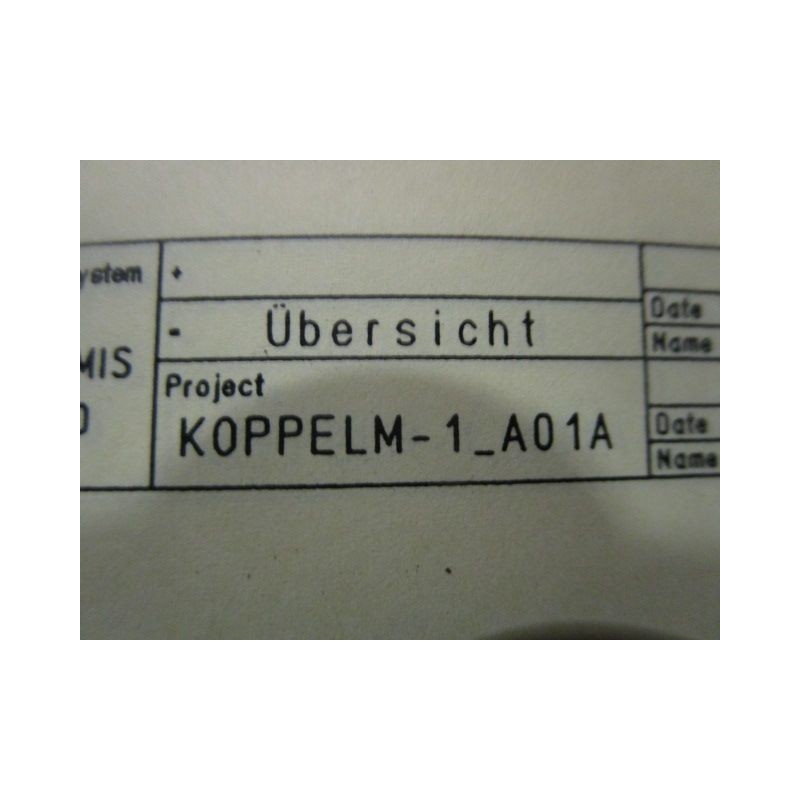 ystem
+
Date
- Übersicht
Name
MIS
Project
KOPPELM-1_A01A
Date
Name